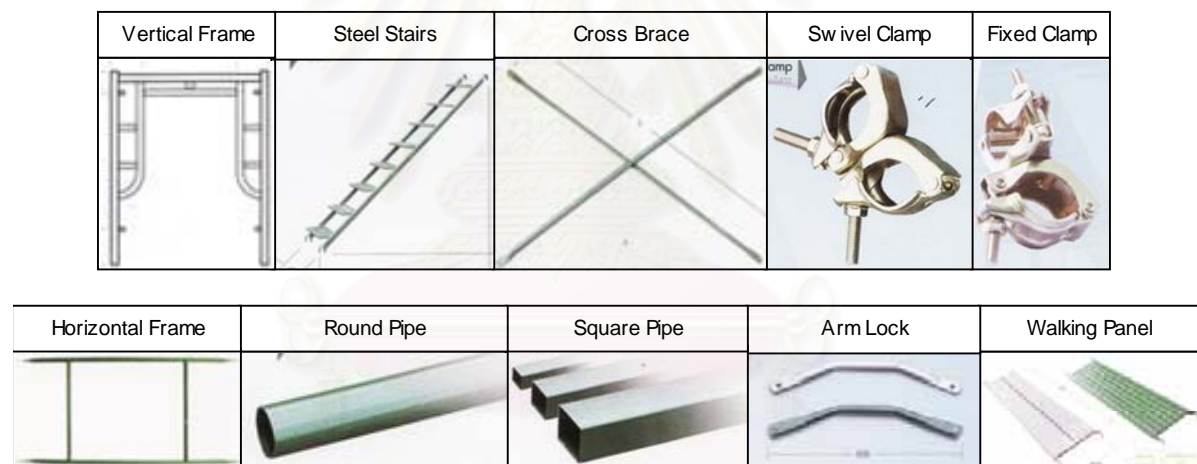 Vertical Frame Steel Stairs Cross Brace Swivel Clamp Fixed Clamp
amp
Horizontal Frame Round Pipe Square Pipe Arm Lock Walking Panel